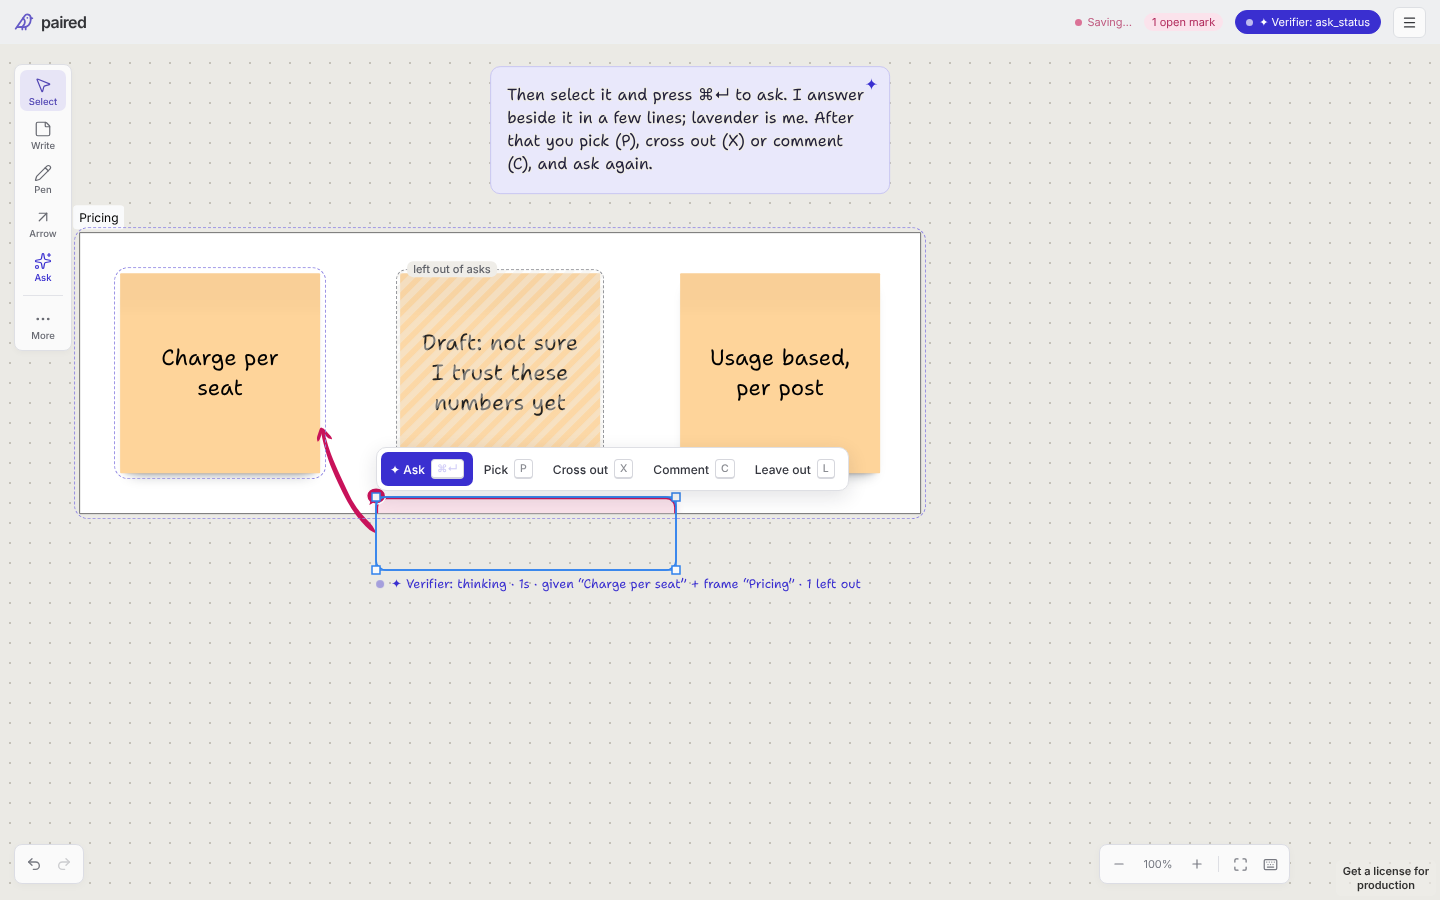 paired
Saving...
1 open mark
✦ Verifier: ask_status
Select
Write
Pen
Arrow
Ask
More
Then select it and press ⌘↵ to ask. I answer
beside it in a few lines; lavender is me. After
that you pick (P), cross out (X) or comment
(C), and ask again.
Pricing
Charge per
seat
left out of asks
Draft: not sure
I trust these
numbers yet
Usage based,
per post
✦ Ask ⌘↵
Pick P
Cross out X
Comment C
Leave out L
✦ Verifier: thinking · 1s · given “Charge per seat” + frame “Pricing” · 1 left out
100%
Get a license for
production